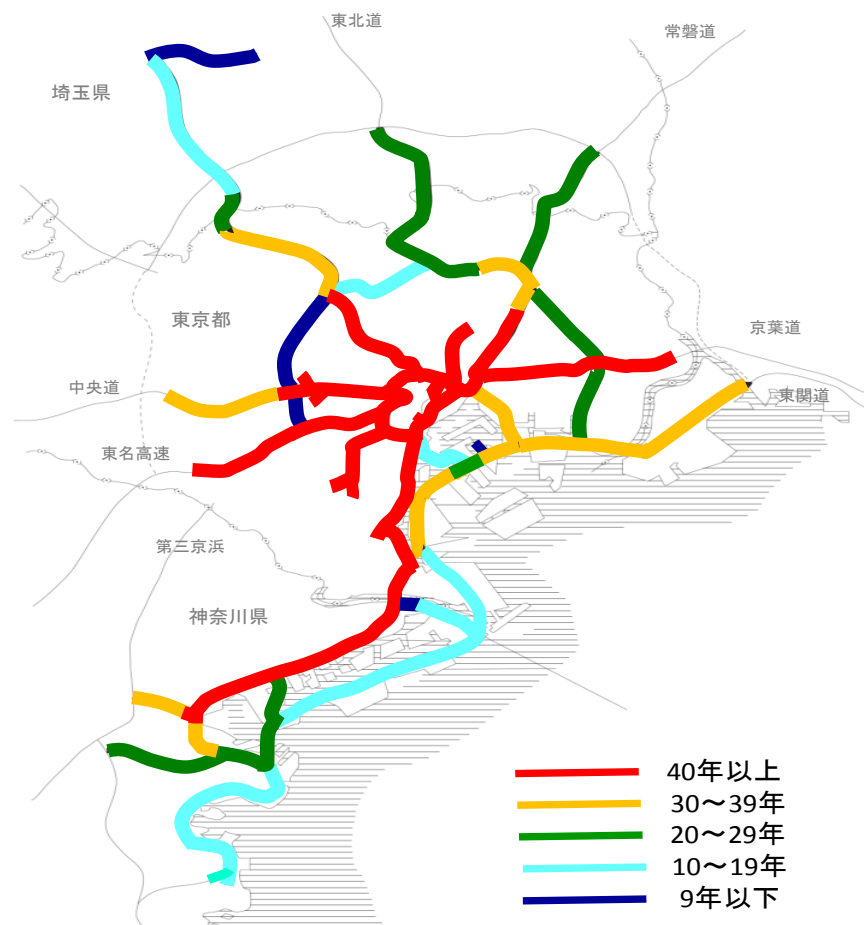 東北道
常磐道
埼玉県
東京都
京葉道
中央道
東関道
東名高速
第三京浜
神奈川県
40年以上
30～39年
20～29年
10～19年
9年以下